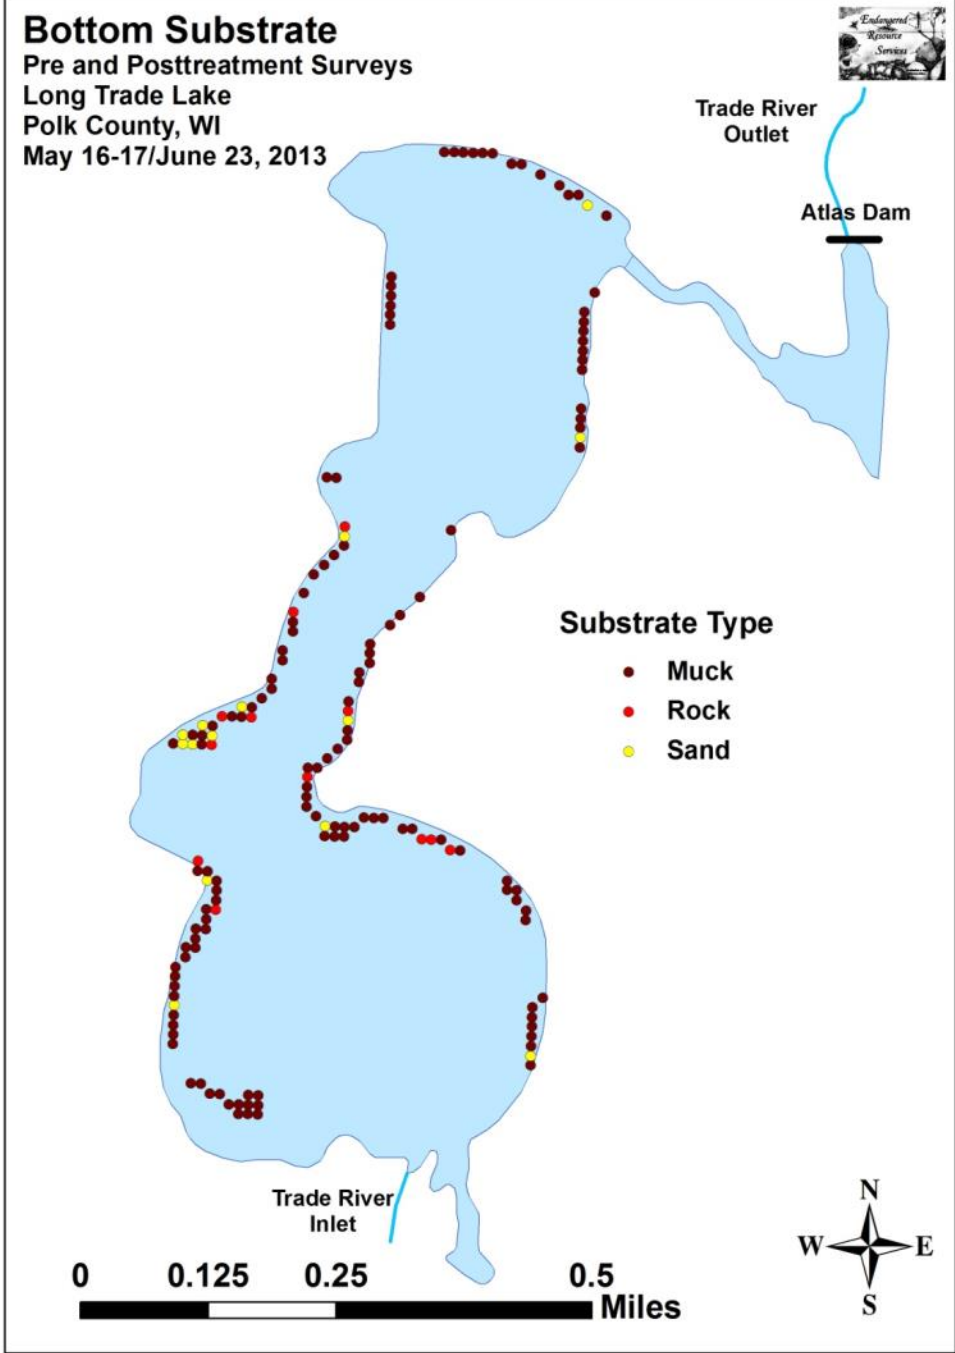 Bottom Substrate
Pre and Posttreatment Surveys
Long Trade Lake
Polk County, WI
May 16-17/June 23, 2013
Endangered
Resource
Services
Trade River
Outlet
Atlas Dam
Substrate Type
Muck
Rock
Sand
Trade River
Inlet
N
W E
S
0 0.125 0.25 0.5
Miles